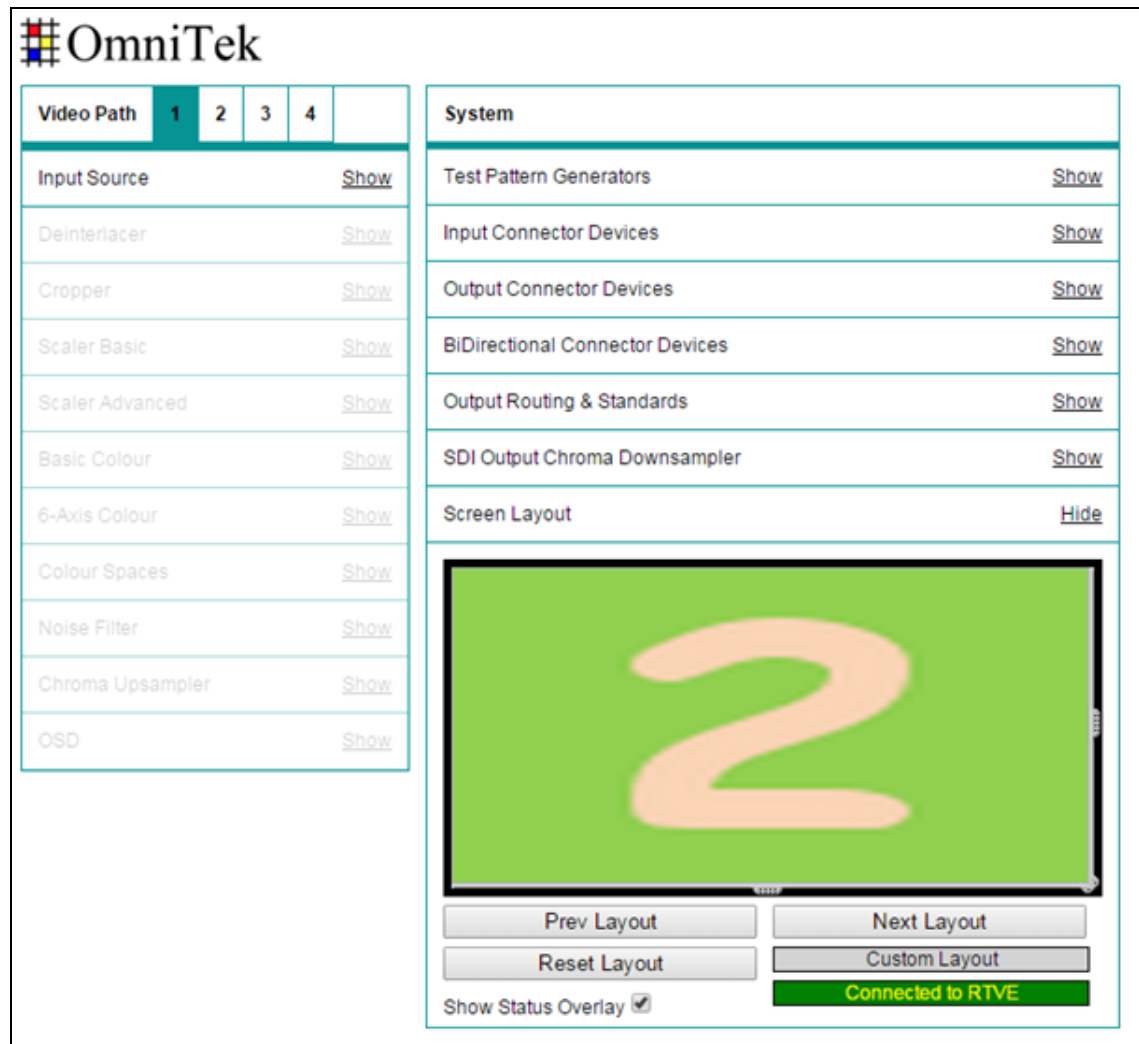 OmniTek
Video Path 1 2 3 4
Input Source Show
Deinterlacer Show
Cropper Show
Scaler Basic Show
Scaler Advanced Show
Basic Colour Show
6-Axis Colour Show
Colour Spaces Show
Noise Filter Show
Chroma Upsampler Show
OSD Show
System
Test Pattern Generators Show
Input Connector Devices Show
Output Connector Devices Show
BiDirectional Connector Devices Show
Output Routing & Standards Show
SDI Output Chroma Downsampler Show
Screen Layout Hide
2
Prev Layout Next Layout
Reset Layout Custom Layout
Show Status Overlay Connected to RTVE